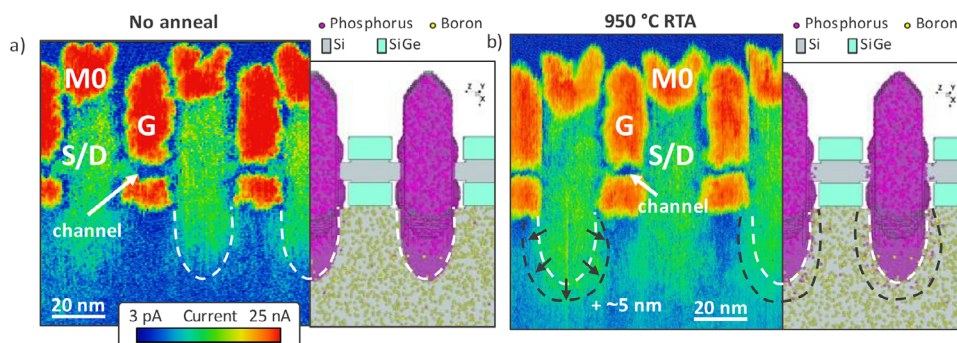 No anneal
Phosphorus
Boron
Si
SiGe
a)
M0
G
S/D
channel
20 nm
3 pA
Current
25 nA
Z
Y
X
950 °C RTA
Phosphorus
Boron
Si
SiGe
b)
M0
G
S/D
channel
+ ~5 nm
20 nm
Z
Y
X